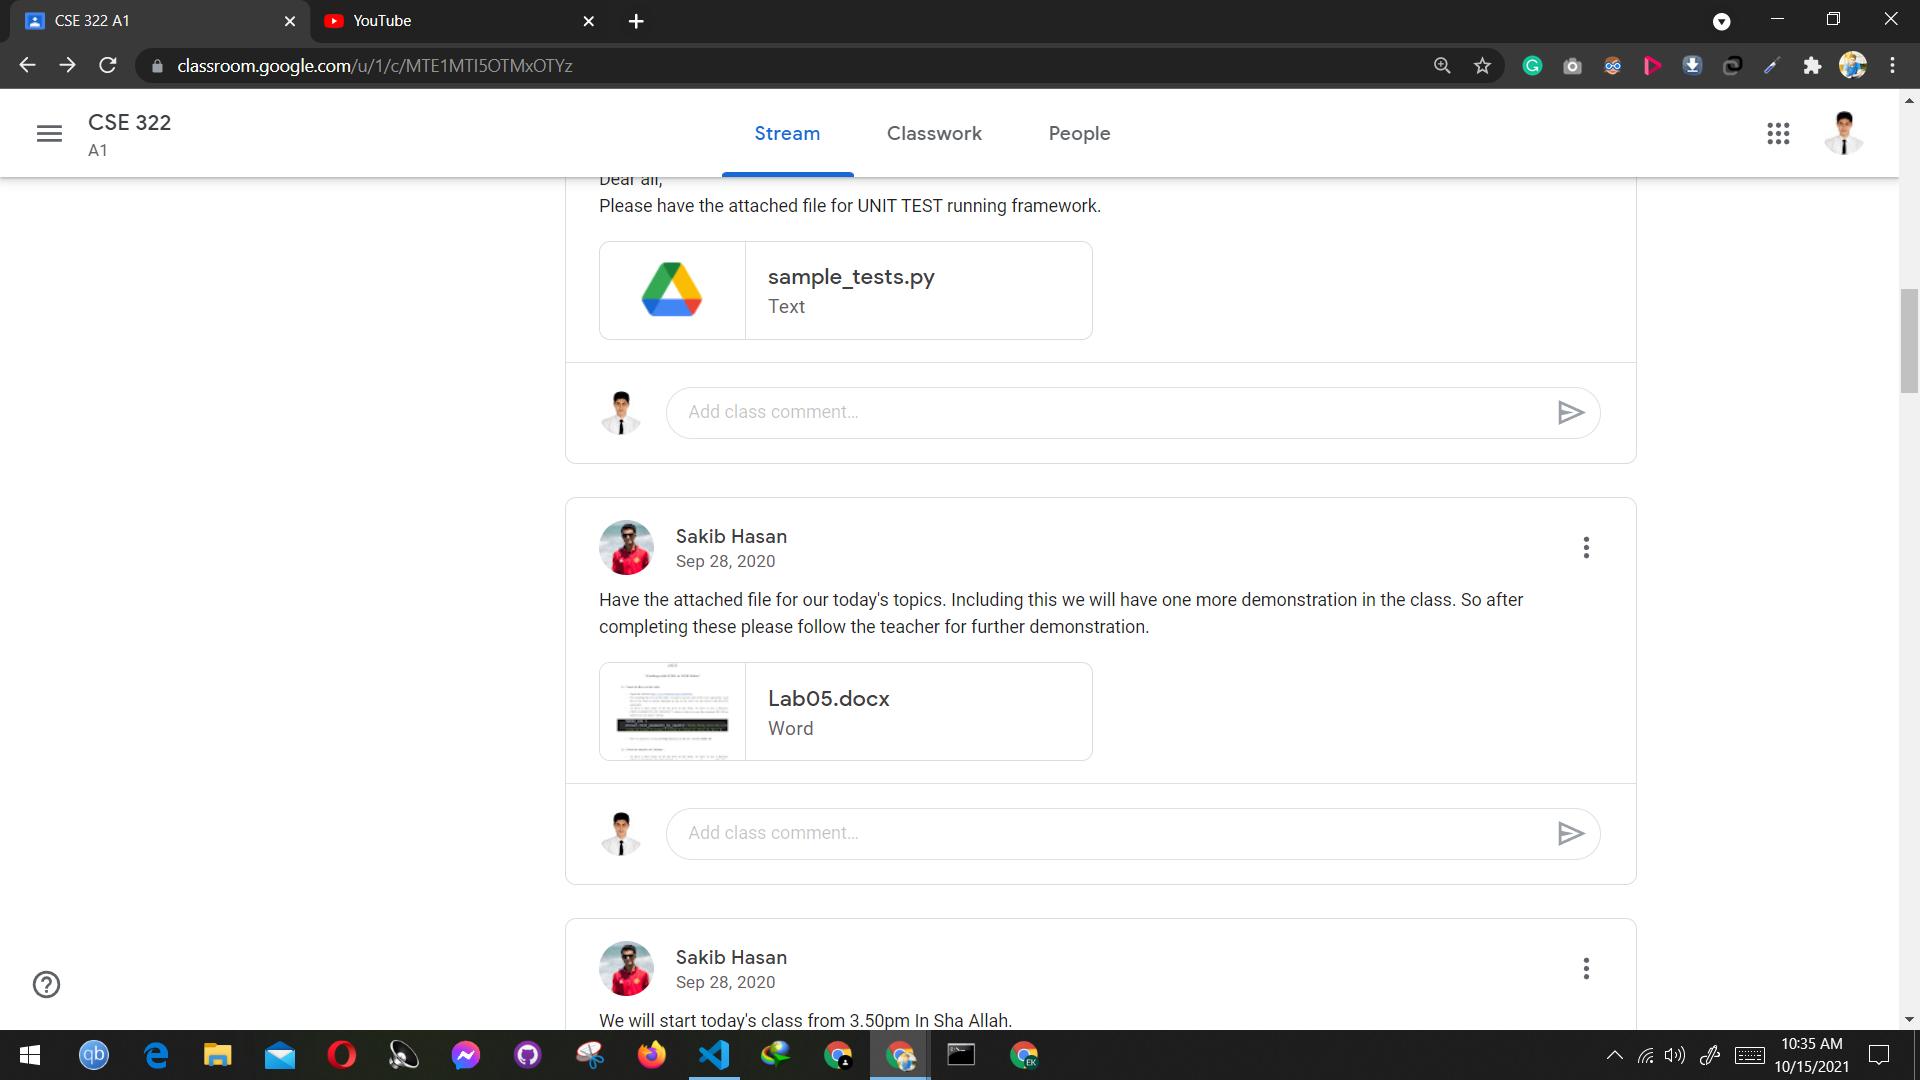 CSE 322 A1
YouTube
classroom.google.com/u/1/c/MTE1MTI5OTMxOTYz
CSE 322
A1
Stream
Classwork
People
Dear all,
Please have the attached file for UNIT TEST running framework.
sample_tests.py
Text
Add class comment...
Sakib Hasan
Sep 28, 2020
Have the attached file for our today's topics. Including this we will have one more demonstration in the class. So after
completing these please follow the teacher for further demonstration.
Lab05.docx
Word
Add class comment...
Sakib Hasan
Sep 28, 2020
We will start today's class from 3.50pm In Sha Allah.
qb
EK
10:35 AM
10/15/2021